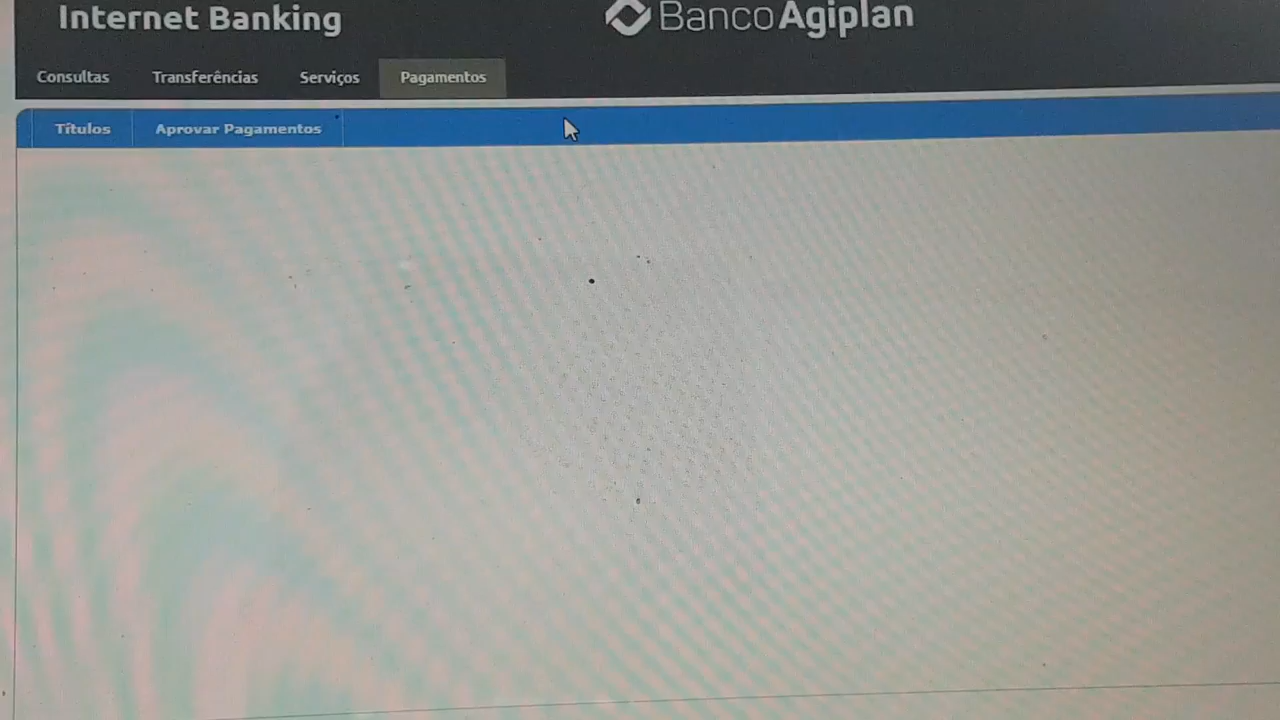 Internet Banking
BancoAgiplan
Consultas Transferências Serviços Pagamentos
Títulos Aprovar Pagamentos